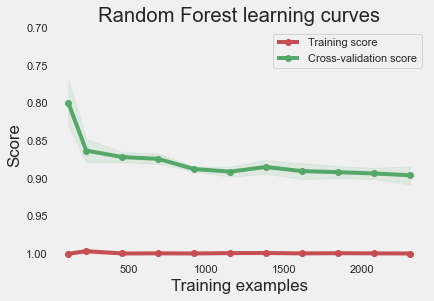 Random Forest learning curves
0.70
0.75
0.80
0.85
0.90
0.95
1.00
Score
Training score
Cross-validation score
500
1000
1500
2000
Training examples